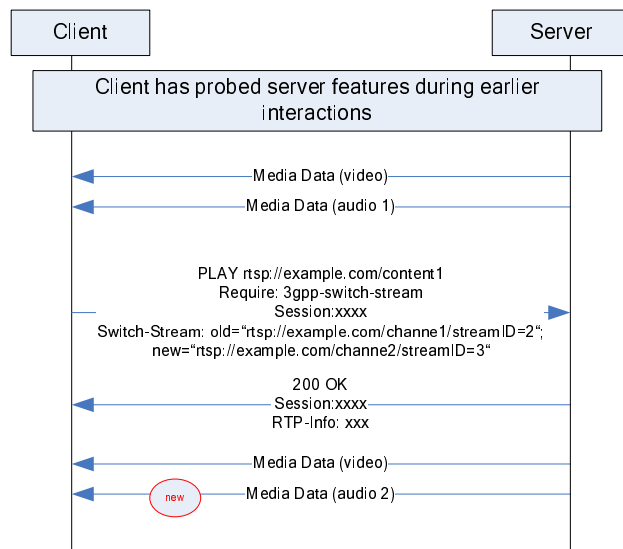 Client
Server
Client has probed server features during earlier
interactions
Media Data (video)
Media Data (audio 1)
PLAY rtsp://example.com/content1
Require: 3gpp-switch-stream
Session:xxxx
Switch-Stream: old=“rtsp://example.com/channe1/streamID=2“;
new=“rtsp://example.com/channe2/streamID=3“
200 OK
Session:xxxx
RTP-Info: xxx
Media Data (video)
new
Media Data (audio 2)